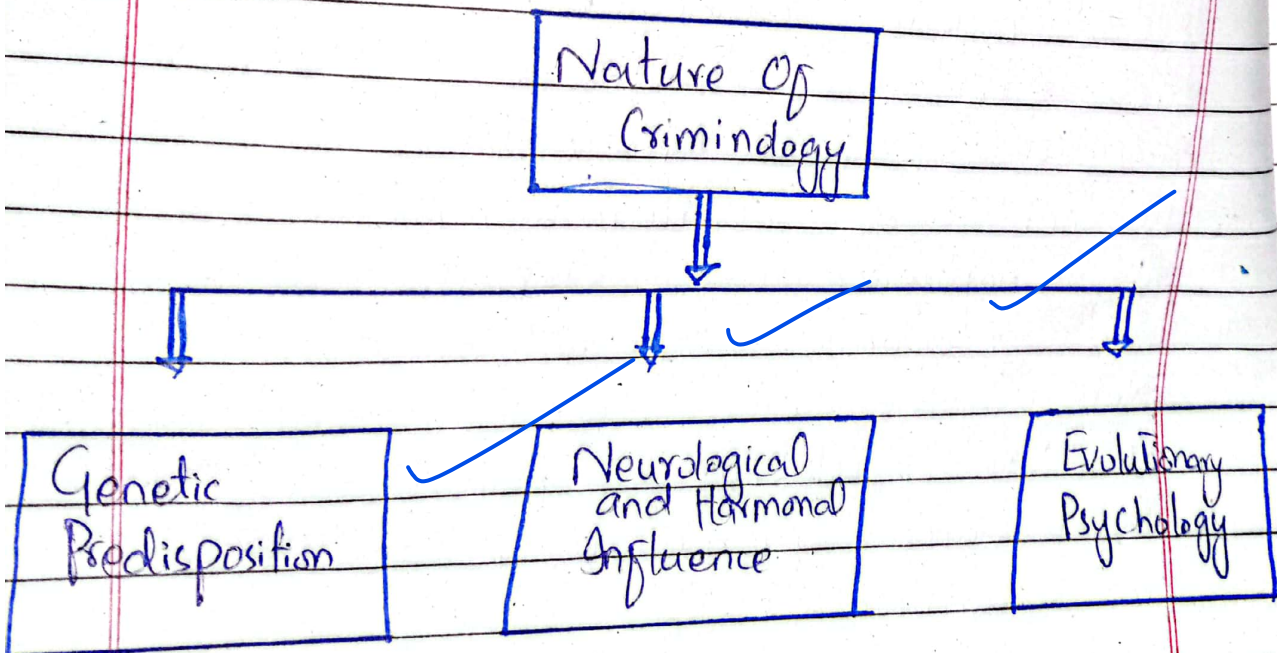 Nature Of
Crimindogy
Genetic
Predisposition
Neurological
and Harmonal
Influence
Evolutionary
Psychology